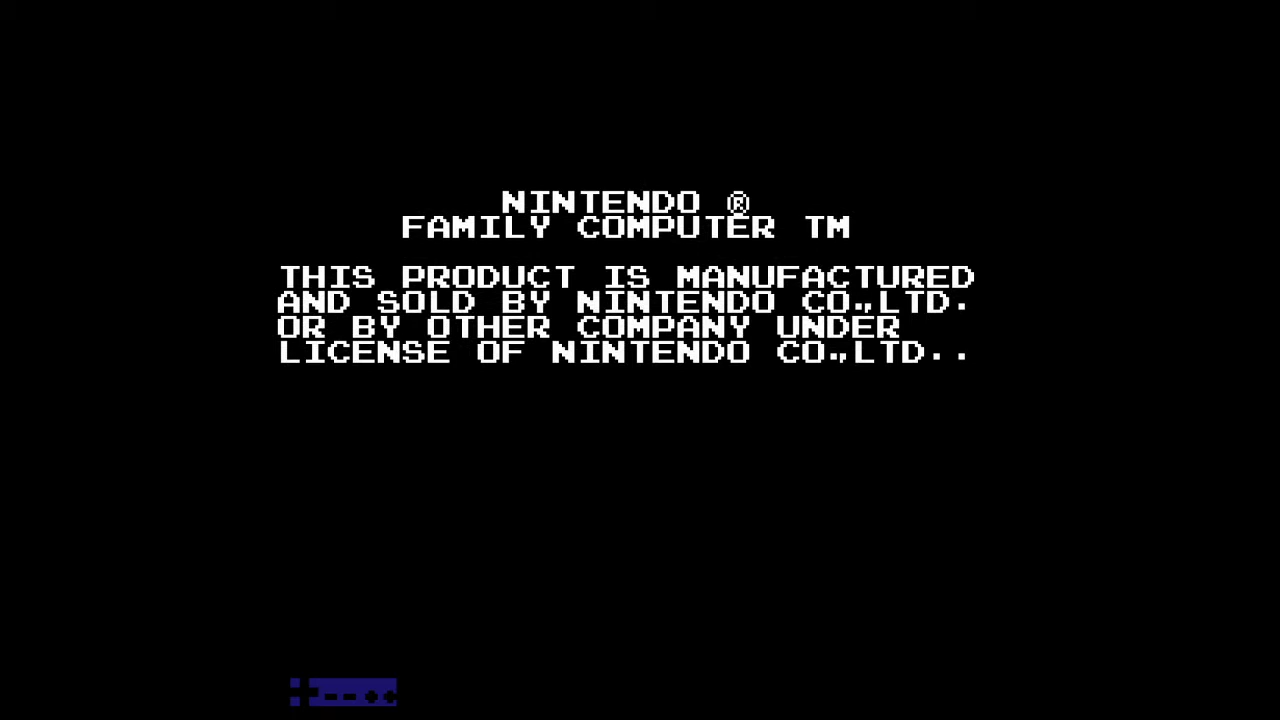 NINTENDO ®
FAMILY COMPUTER TM
THIS PRODUCT IS MANUFACTURED
AND SOLD BY NINTENDO CO.,LTD.
OR BY OTHER COMPANY UNDER
LICENSE OF NINTENDO CO.,LTD..